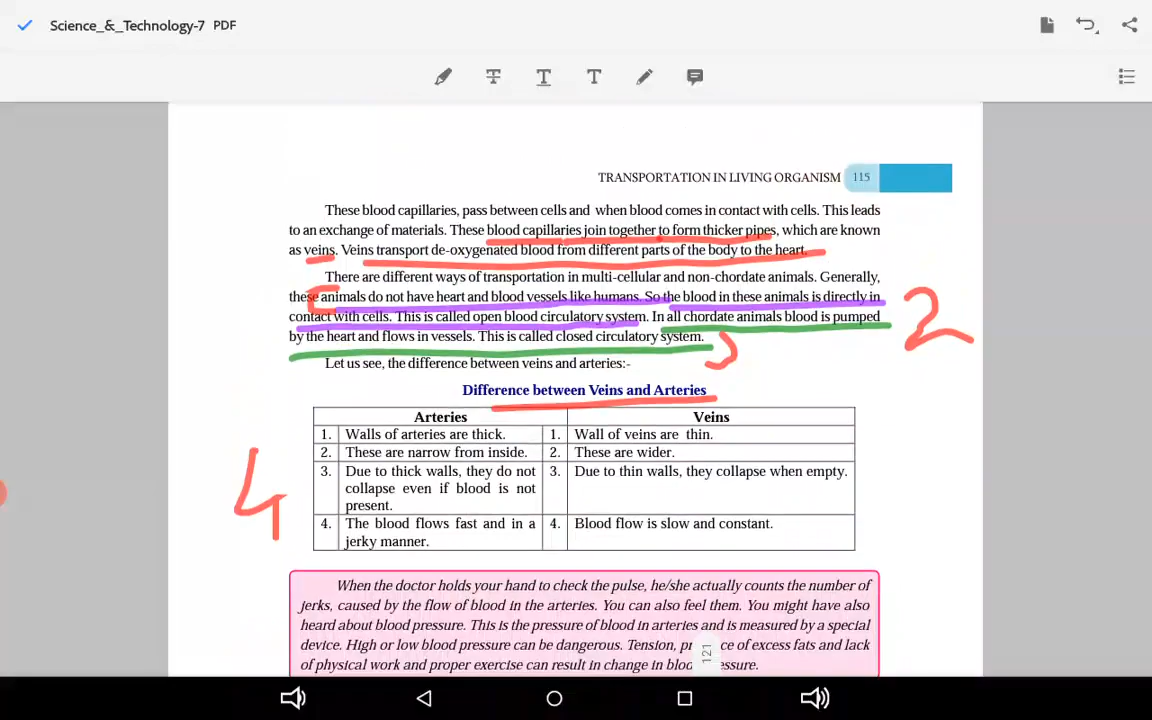 Science_&_Technology-7 PDF
TRANSPORTATION IN LIVING ORGANISM 115
These blood capillaries, pass between cells and when blood comes in contact with cells. This leads
to an exchange of materials. These blood capillaries join together to form thicker pipes, which are known
as veins. Veins transport de-oxygenated blood from different parts of the body to the heart.
There are different ways of transportation in multi-cellular and non-chordate animals. Generally,
these animals do not have heart and blood vessels like humans. So the blood in these animals is directly in
contact with cells. This is called open blood circulatory system. In all chordate animals blood is pumped
by the heart and flows in vessels. This is called closed circulatory system.
2
Let us see, the difference between veins and arteries:-
Difference between Veins and Arteries
Arteries Veins
1. Walls of arteries are thick. 1. Wall of veins are thin.
2. These are narrow from inside. 2. These are wider.
3. Due to thick walls, they do not 3. Due to thin walls, they collapse when empty.
collapse even if blood is not
present.
4. The blood flows fast and in a 4. Blood flow is slow and constant.
jerky manner.
4
When the doctor holds your hand to check the pulse, he/she actually counts the number of
jerks, caused by the flow of blood in the arteries. You can also feel them. You might have also
heard about blood pressure. This is the pressure of blood in arteries and is measured by a special
device. High or low blood pressure can be dangerous. Tension, pr ce of excess fats and lack
of physical work and proper exercise can result in change in bloo essure.
121